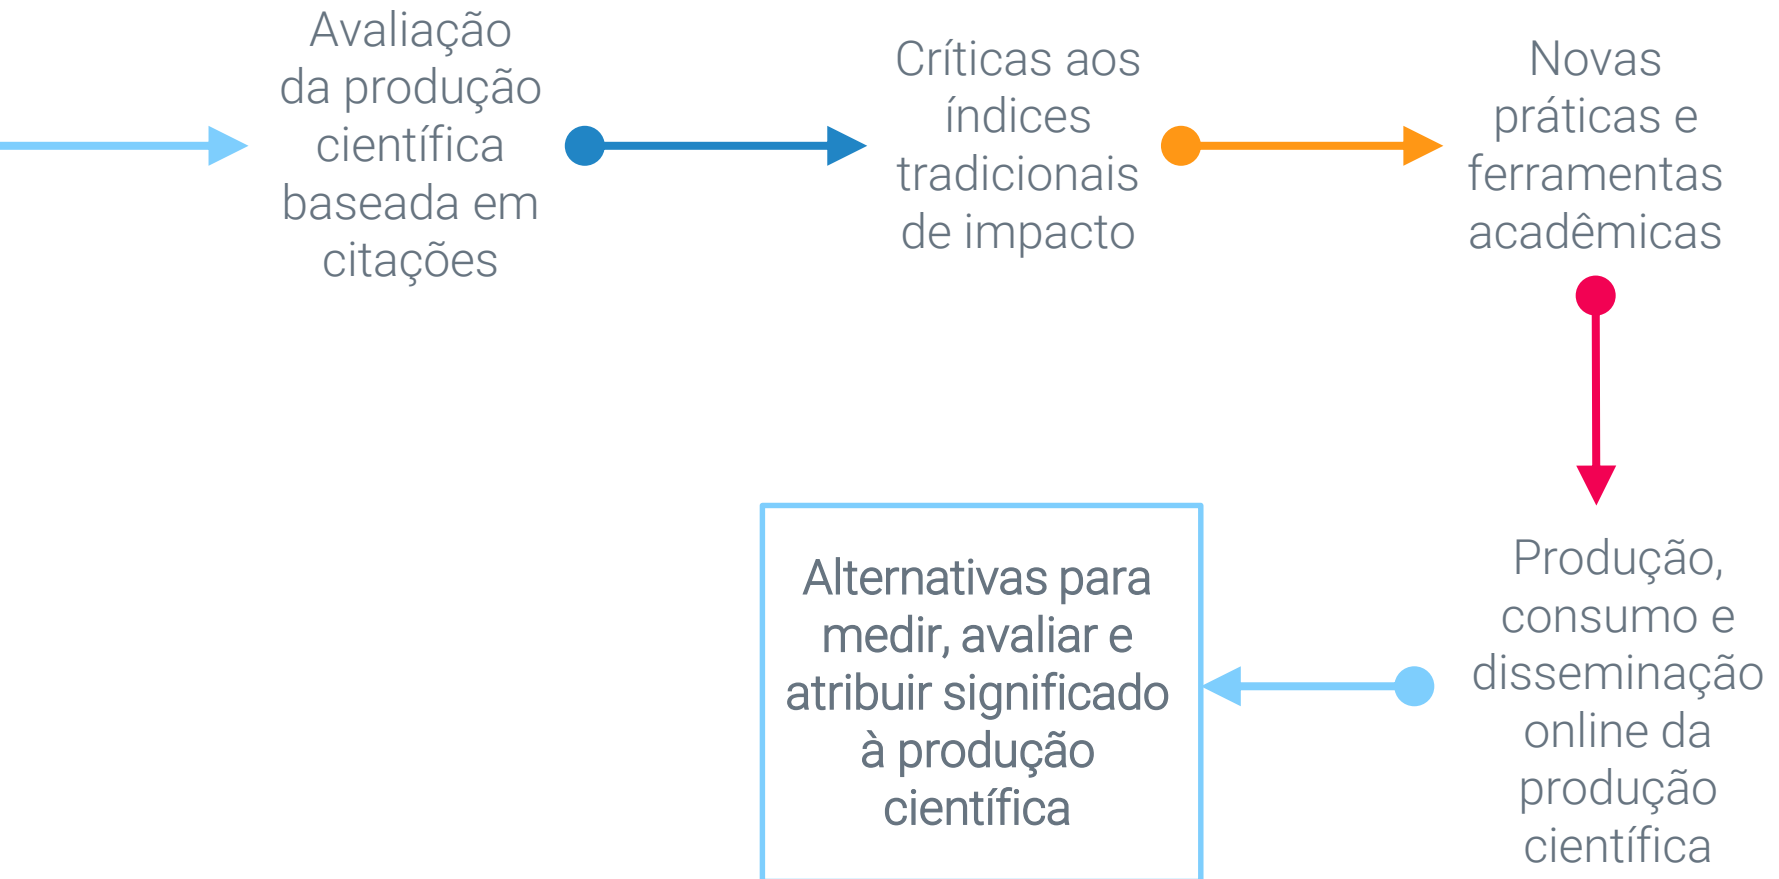 Avaliação
da produção
científica
baseada em
citações
Críticas aos
índices
tradicionais
de impacto
Novas
práticas e
ferramentas
acadêmicas
Produção,
consumo e
disseminação
online da
produção
científica
Alternativas para
medir, avaliar e
atribuir significado
à produção
científica